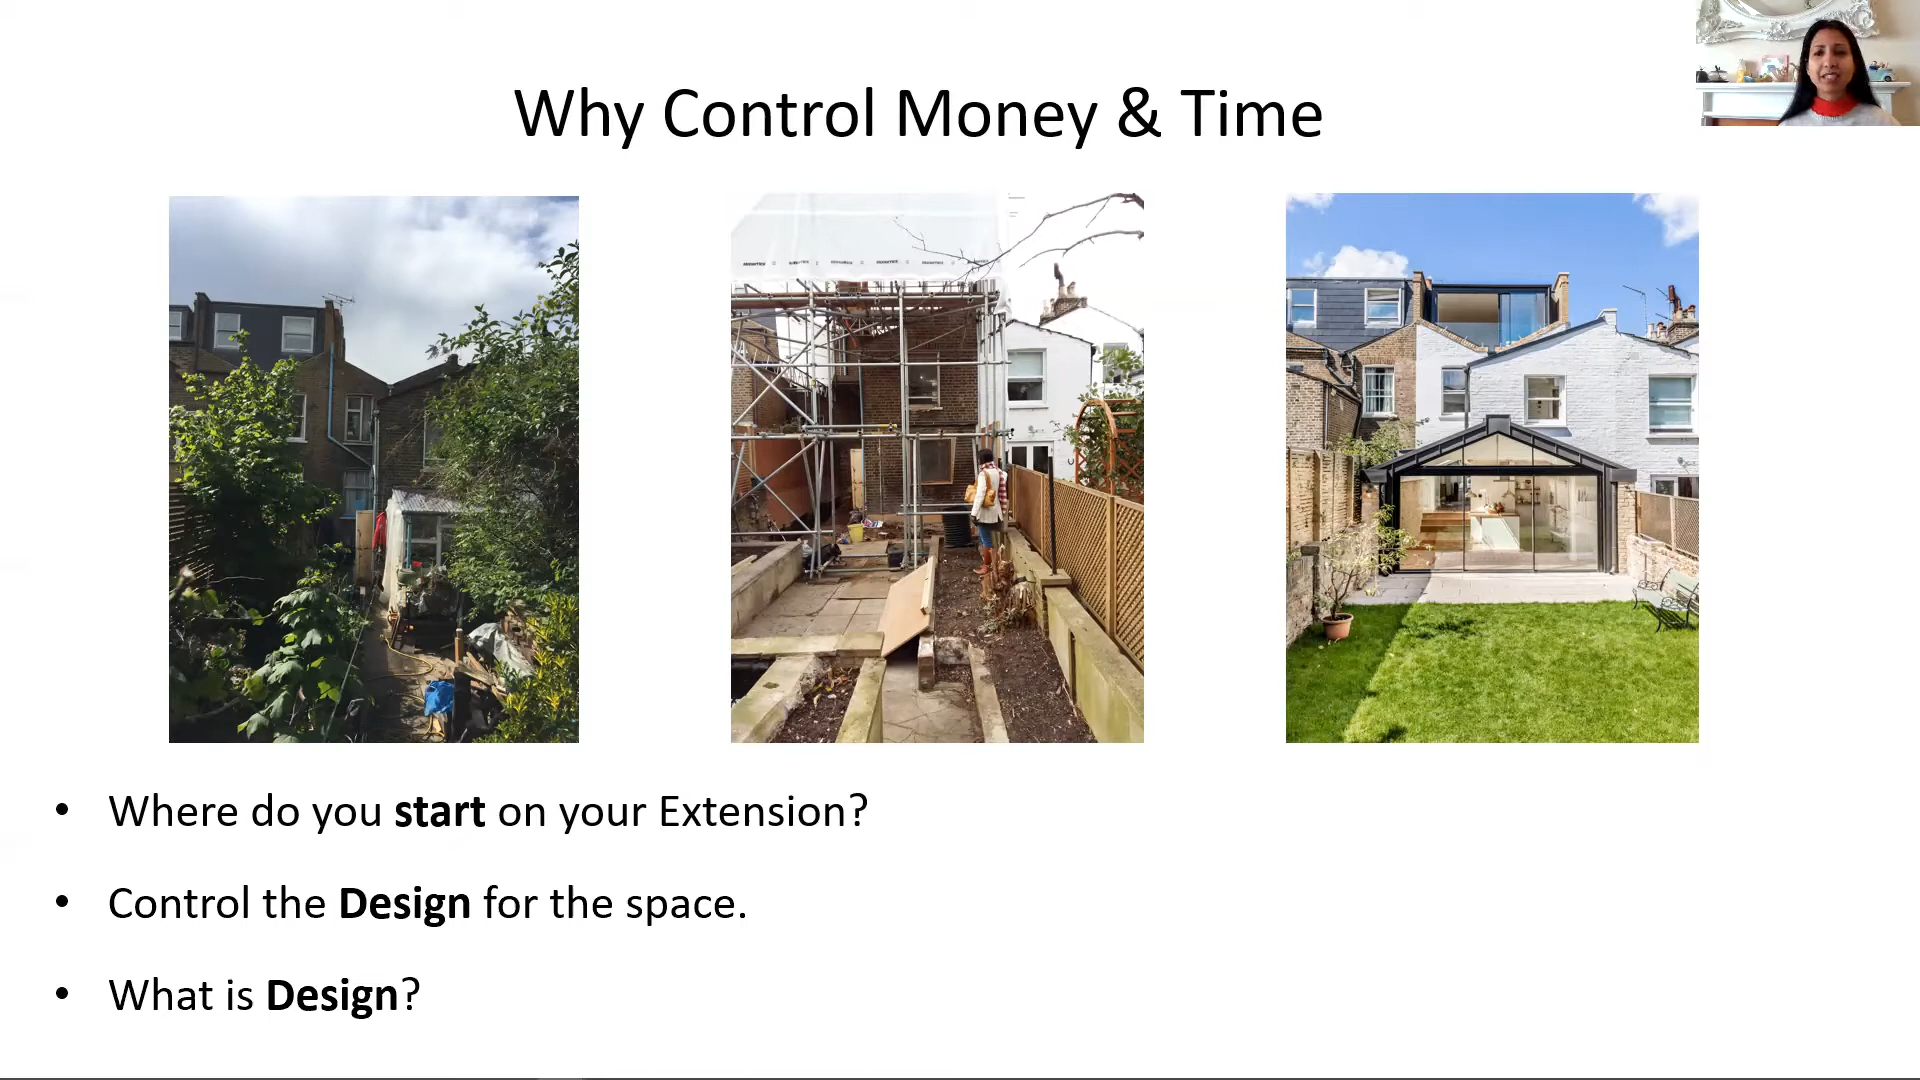 Why Control Money & Time
• Where do you start on your Extension?
• Control the Design for the space.
• What is Design?